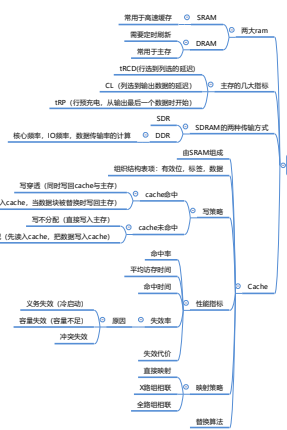 常用于高速缓存 SRAM
两大ram
需要定时刷新
DRAM
常用于主存
tRCD(行选到列选的延迟)
CL（列选到输出数据的延迟） 主存的几大指标
tRP（行预充电，从输出最后一个数据时开始）
SDR
SDRAM的两种传输方式
核心频率，IO频率，数据传输率的计算 DDR
由SRAM组成
组织结构表项：有效位，标签，数据
写穿透（同时写回cache与主存）
cache命中
入cache，当数据块被替换时写回主存）
写策略
写不分配（直接写入主存）
cache未命中
（先读入cache，把数据写入cache）
命中率
平均访存时间
Cache
命中时间
性能指标
义务失效（冷启动）
容量失效（容量不足） 原因 失效率
冲突失效
失效代价
直接映射
X路组相联 映射策略
全路组相联
替换算法